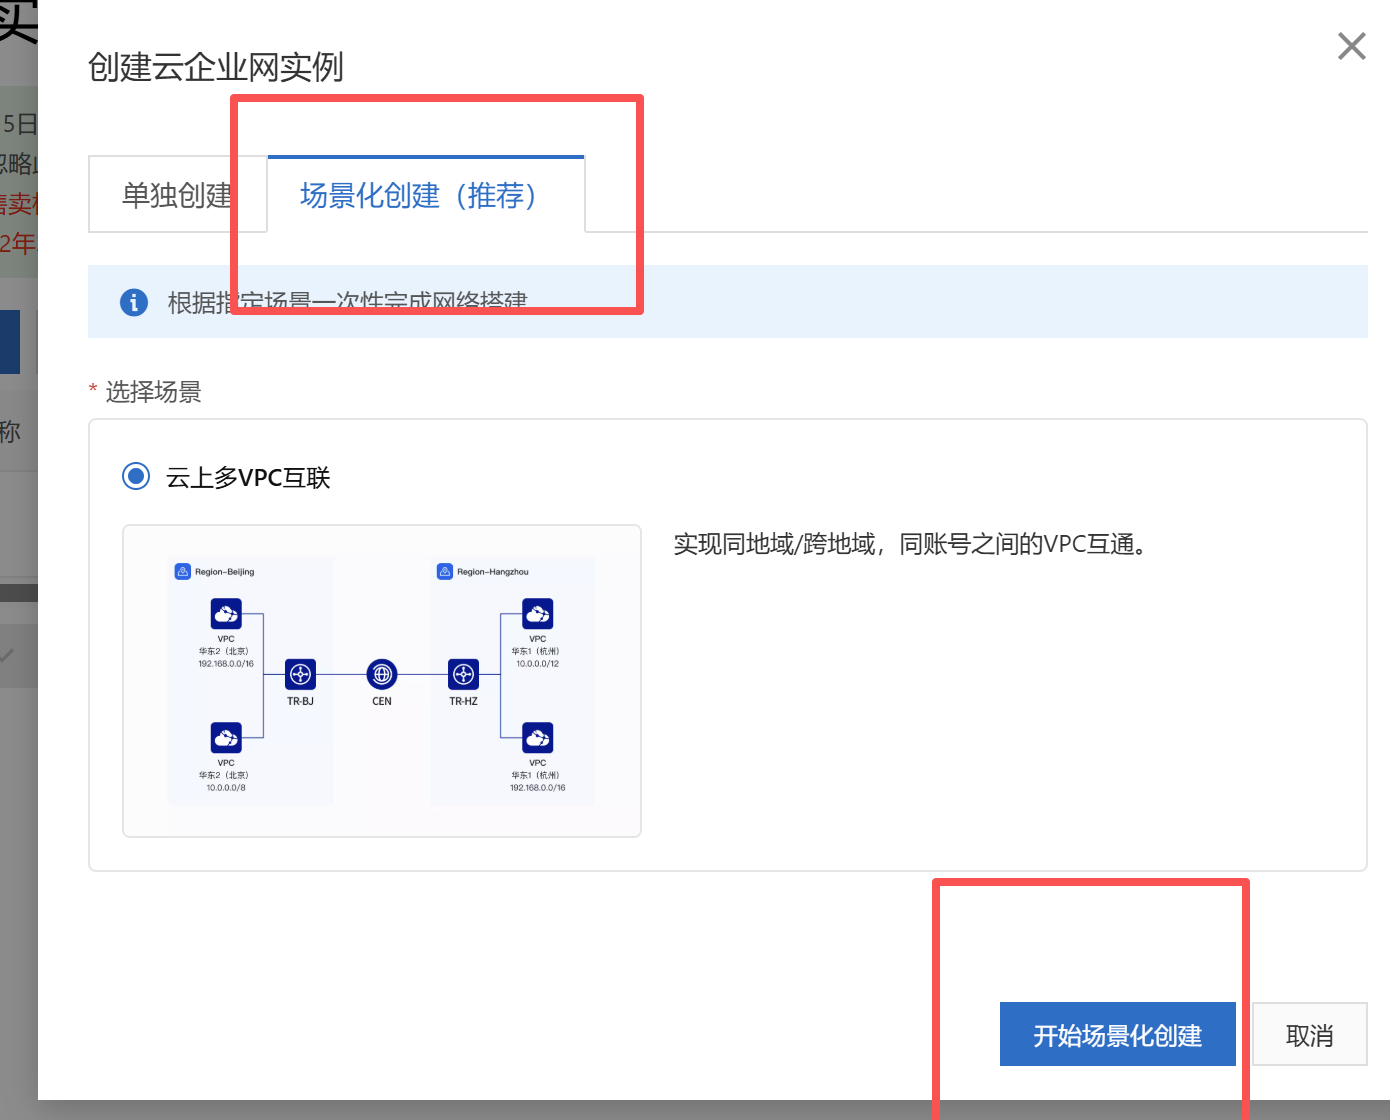 创建云企业网实例
5日
忽略
售卖
2年
称
单独创建
场景化创建（推荐）
根据指定场景一次性完成网络搭建
* 选择场景
云上多VPC互联
实现同地域/跨地域，同账号之间的VPC互通。
Region-Beijing
Region-Hangzhou
VPC
华东2（北京）
192.168.0.0/16
VPC
华东1（杭州）
10.0.0.0/12
TR-BJ
CEN
TR-HZ
VPC
华东2（北京）
10.0.0.0/8
VPC
华东1（杭州）
192.168.0.0/16
开始场景化创建
取消